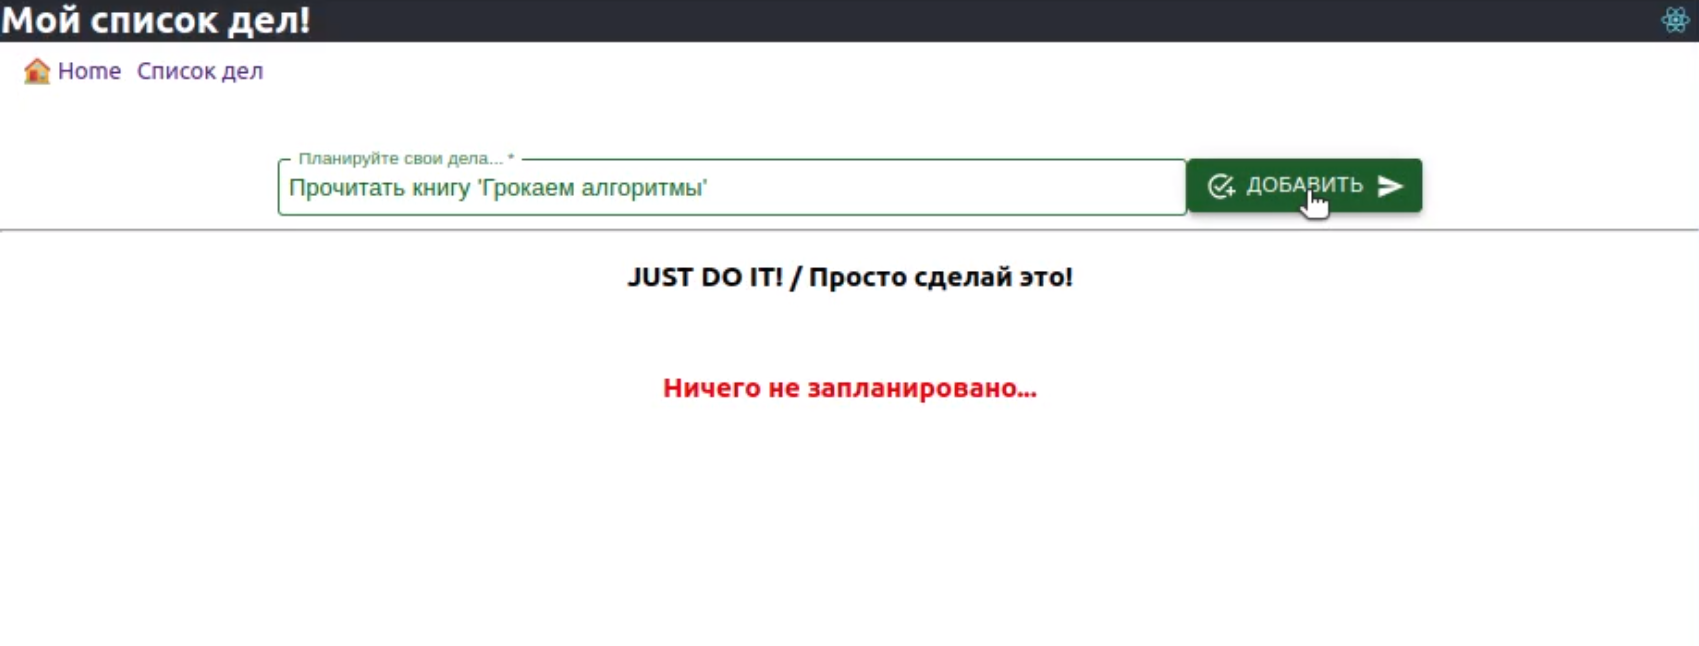 Мой список дел!
Home Список дел
Планируйте свои дела... *
Прочитать книгу 'Грокаем алгоритмы' ДОБАВИТЬ
JUST DO IT! / Просто сделай это!
Ничего не запланировано...